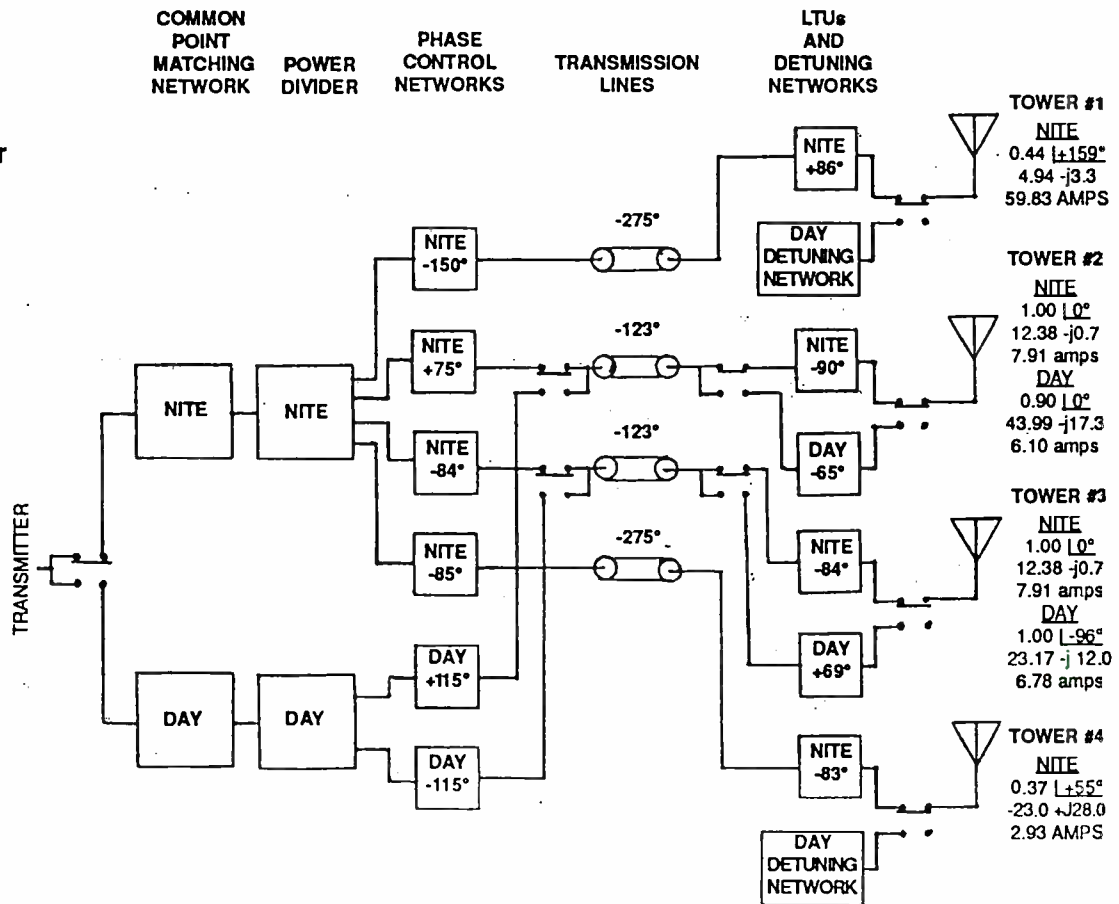 COMMON
POINT
MATCHING
NETWORK
POWER
DIVIDER
PHASE
CONTROL
NETWORKS
TRANSMISSION
LINES
LTUs
AND
DETUNING
NETWORKS
r
TRANSMITTER
NITE
NITE
DAY
DAY
NITE
-150°
NITE
+75°
NITE
-84°
NITE
-85°
DAY
+115°
DAY
-115°
-275°
-123°
-123°
-275°
NITE
+86°
DAY
DETUNING
NETWORK
NITE
-90°
DAY
-65°
NITE
-84°
DAY
+69°
NITE
-83°
DAY
DETUNING
NETWORK
TOWER #1
NITE
0.44 |+159°
4.94 -j3.3
59.83 AMPS
TOWER #2
NITE
1.00 |0°
12.38 -j0.7
7.91 amps
DAY
0.90 |0°
43.99 -j17.3
6.10 amps
TOWER #3
NITE
1.00 |0°
12.38 -j0.7
7.91 amps
DAY
1.00 |-96°
23.17 -j 12.0
6.78 amps
TOWER #4
NITE
0.37 |+55°
-23.0 +J28.0
2.93 AMPS